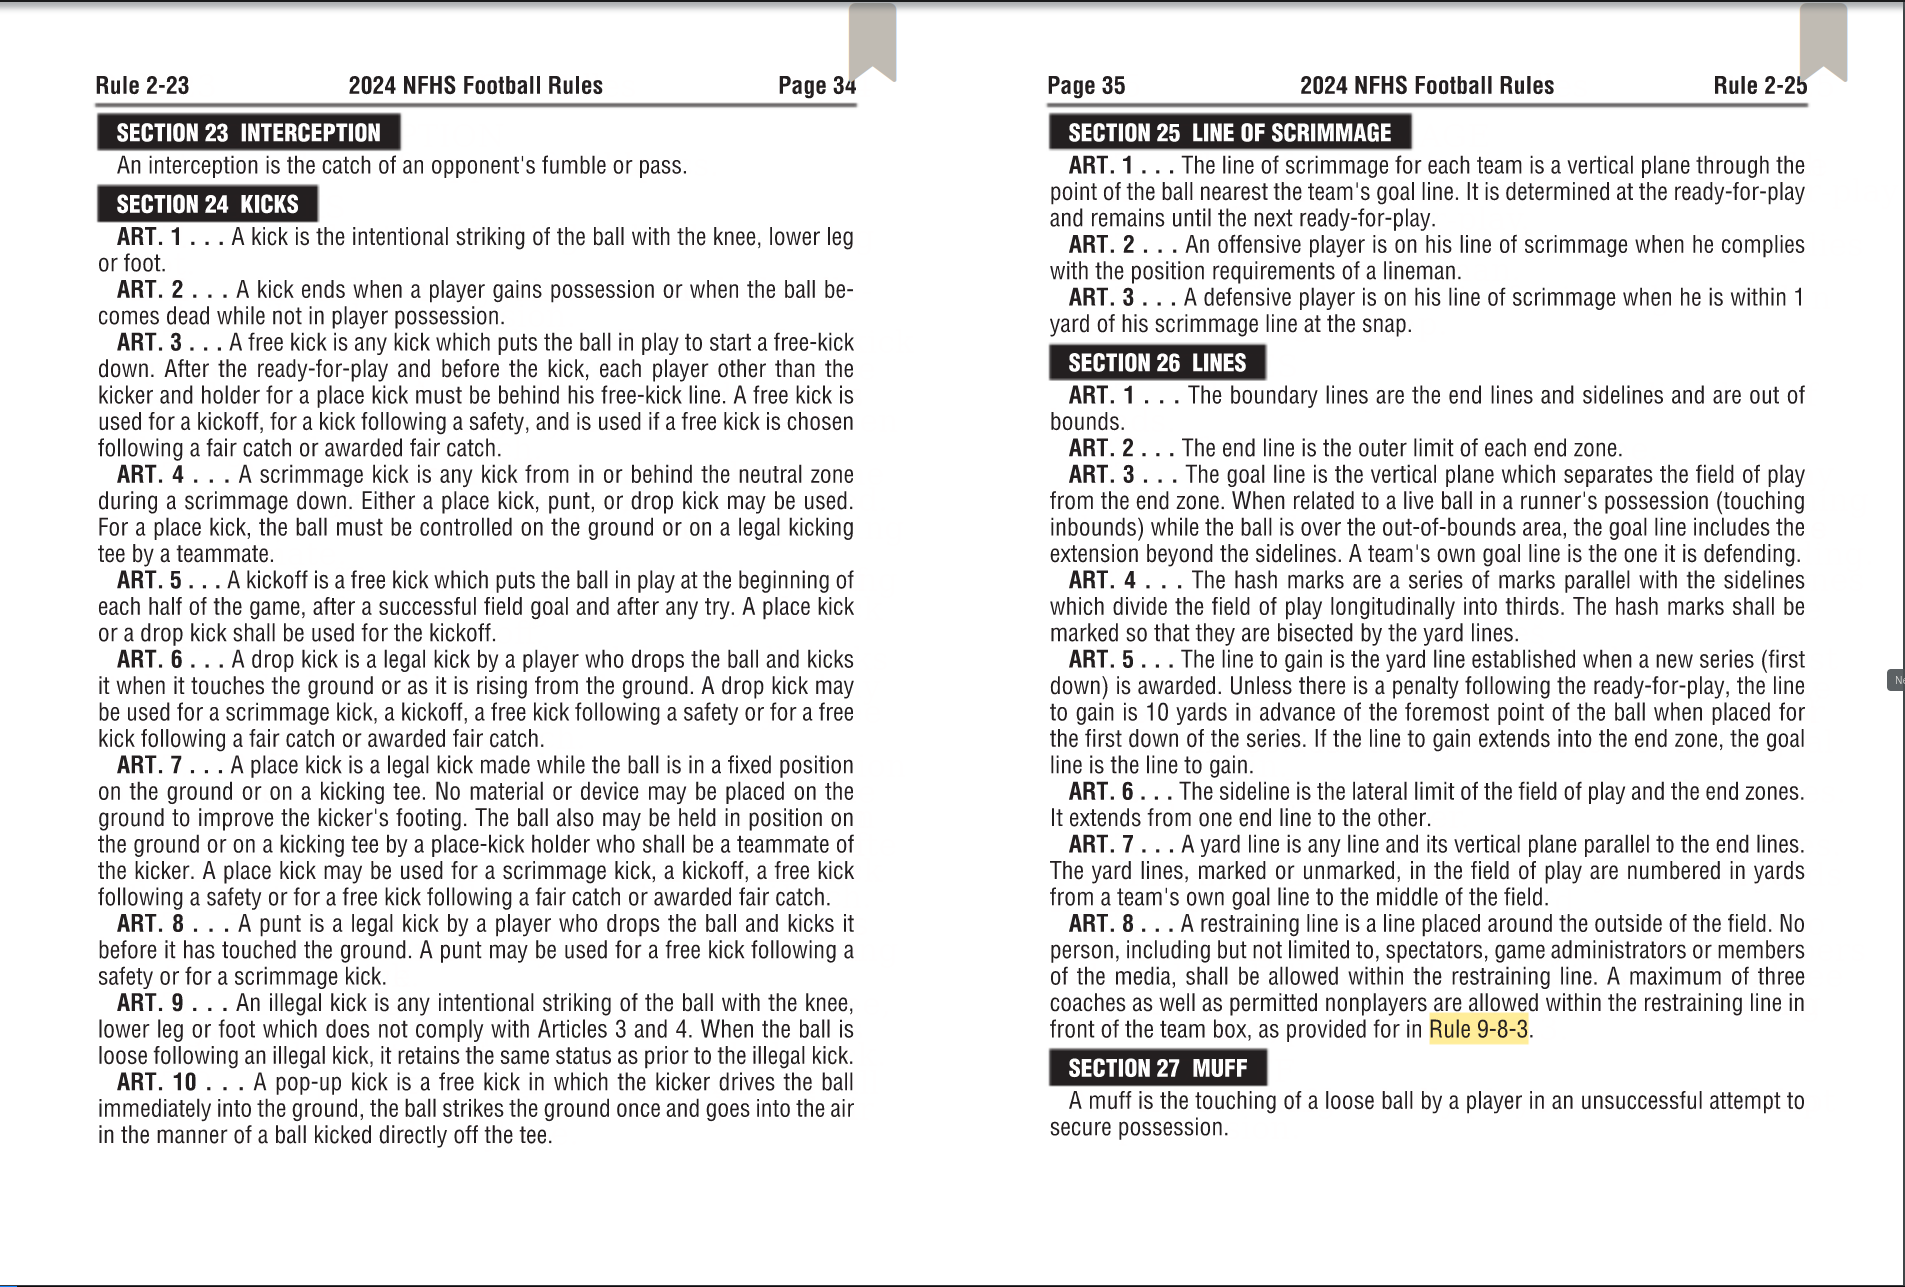 Rule 2-23 2024 NFHS Football Rules Page 34
SECTION 23 INTERCEPTION
An interception is the catch of an opponent's fumble or pass.
SECTION 24 KICKS
ART. 1 . . . A kick is the intentional striking of the ball with the knee, lower leg
or foot.
ART. 2 . . . A kick ends when a player gains possession or when the ball be-
comes dead while not in player possession.
ART. 3 . . . A free kick is any kick which puts the ball in play to start a free-kick
down. After the ready-for-play and before the kick, each player other than the
kicker and holder for a place kick must be behind his free-kick line. A free kick is
used for a kickoff, for a kick following a safety, and is used if a free kick is chosen
following a fair catch or awarded fair catch.
ART. 4 . . . A scrimmage kick is any kick from in or behind the neutral zone
during a scrimmage down. Either a place kick, punt, or drop kick may be used.
For a place kick, the ball must be controlled on the ground or on a legal kicking
tee by a teammate.
ART. 5 . . . A kickoff is a free kick which puts the ball in play at the beginning of
each half of the game, after a successful field goal and after any try. A place kick
or a drop kick shall be used for the kickoff.
ART. 6 . . . A drop kick is a legal kick by a player who drops the ball and kicks
it when it touches the ground or as it is rising from the ground. A drop kick may
be used for a scrimmage kick, a kickoff, a free kick following a safety or for a free
kick following a fair catch or awarded fair catch.
ART. 7 . . . A place kick is a legal kick made while the ball is in a fixed position
on the ground or on a kicking tee. No material or device may be placed on the
ground to improve the kicker's footing. The ball also may be held in position on
the ground or on a kicking tee by a place-kick holder who shall be a teammate of
the kicker. A place kick may be used for a scrimmage kick, a kickoff, a free kick
following a safety or for a free kick following a fair catch or awarded fair catch.
ART. 8 . . . A punt is a legal kick by a player who drops the ball and kicks it
before it has touched the ground. A punt may be used for a free kick following a
safety or for a scrimmage kick.
ART. 9 . . . An illegal kick is any intentional striking of the ball with the knee,
lower leg or foot which does not comply with Articles 3 and 4. When the ball is
loose following an illegal kick, it retains the same status as prior to the illegal kick.
ART. 10 . . . A pop-up kick is a free kick in which the kicker drives the ball
immediately into the ground, the ball strikes the ground once and goes into the air
in the manner of a ball kicked directly off the tee.
Page 35 2024 NFHS Football Rules Rule 2-25
SECTION 25 LINE OF SCRIMMAGE
ART. 1 . . . The line of scrimmage for each team is a vertical plane through the
point of the ball nearest the team's goal line. It is determined at the ready-for-play
and remains until the next ready-for-play.
ART. 2 . . . An offensive player is on his line of scrimmage when he complies
with the position requirements of a lineman.
ART. 3 . . . A defensive player is on his line of scrimmage when he is within 1
yard of his scrimmage line at the snap.
SECTION 26 LINES
ART. 1 . . . The boundary lines are the end lines and sidelines and are out of
bounds.
ART. 2 . . . The end line is the outer limit of each end zone.
ART. 3 . . . The goal line is the vertical plane which separates the field of play
from the end zone. When related to a live ball in a runner's possession (touching
inbounds) while the ball is over the out-of-bounds area, the goal line includes the
extension beyond the sidelines. A team's own goal line is the one it is defending.
ART. 4 . . . The hash marks are a series of marks parallel with the sidelines
which divide the field of play longitudinally into thirds. The hash marks shall be
marked so that they are bisected by the yard lines.
ART. 5 . . . The line to gain is the yard line established when a new series (first
down) is awarded. Unless there is a penalty following the ready-for-play, the line
to gain is 10 yards in advance of the foremost point of the ball when placed for
the first down of the series. If the line to gain extends into the end zone, the goal
line is the line to gain.
ART. 6 . . . The sideline is the lateral limit of the field of play and the end zones.
It extends from one end line to the other.
ART. 7 . . . A yard line is any line and its vertical plane parallel to the end lines.
The yard lines, marked or unmarked, in the field of play are numbered in yards
from a team's own goal line to the middle of the field.
ART. 8 . . . A restraining line is a line placed around the outside of the field. No
person, including but not limited to, spectators, game administrators or members
of the media, shall be allowed within the restraining line. A maximum of three
coaches as well as permitted nonplayers are allowed within the restraining line in
front of the team box, as provided for in Rule 9-8-3.
SECTION 27 MUFF
A muff is the touching of a loose ball by a player in an unsuccessful attempt to
secure possession.